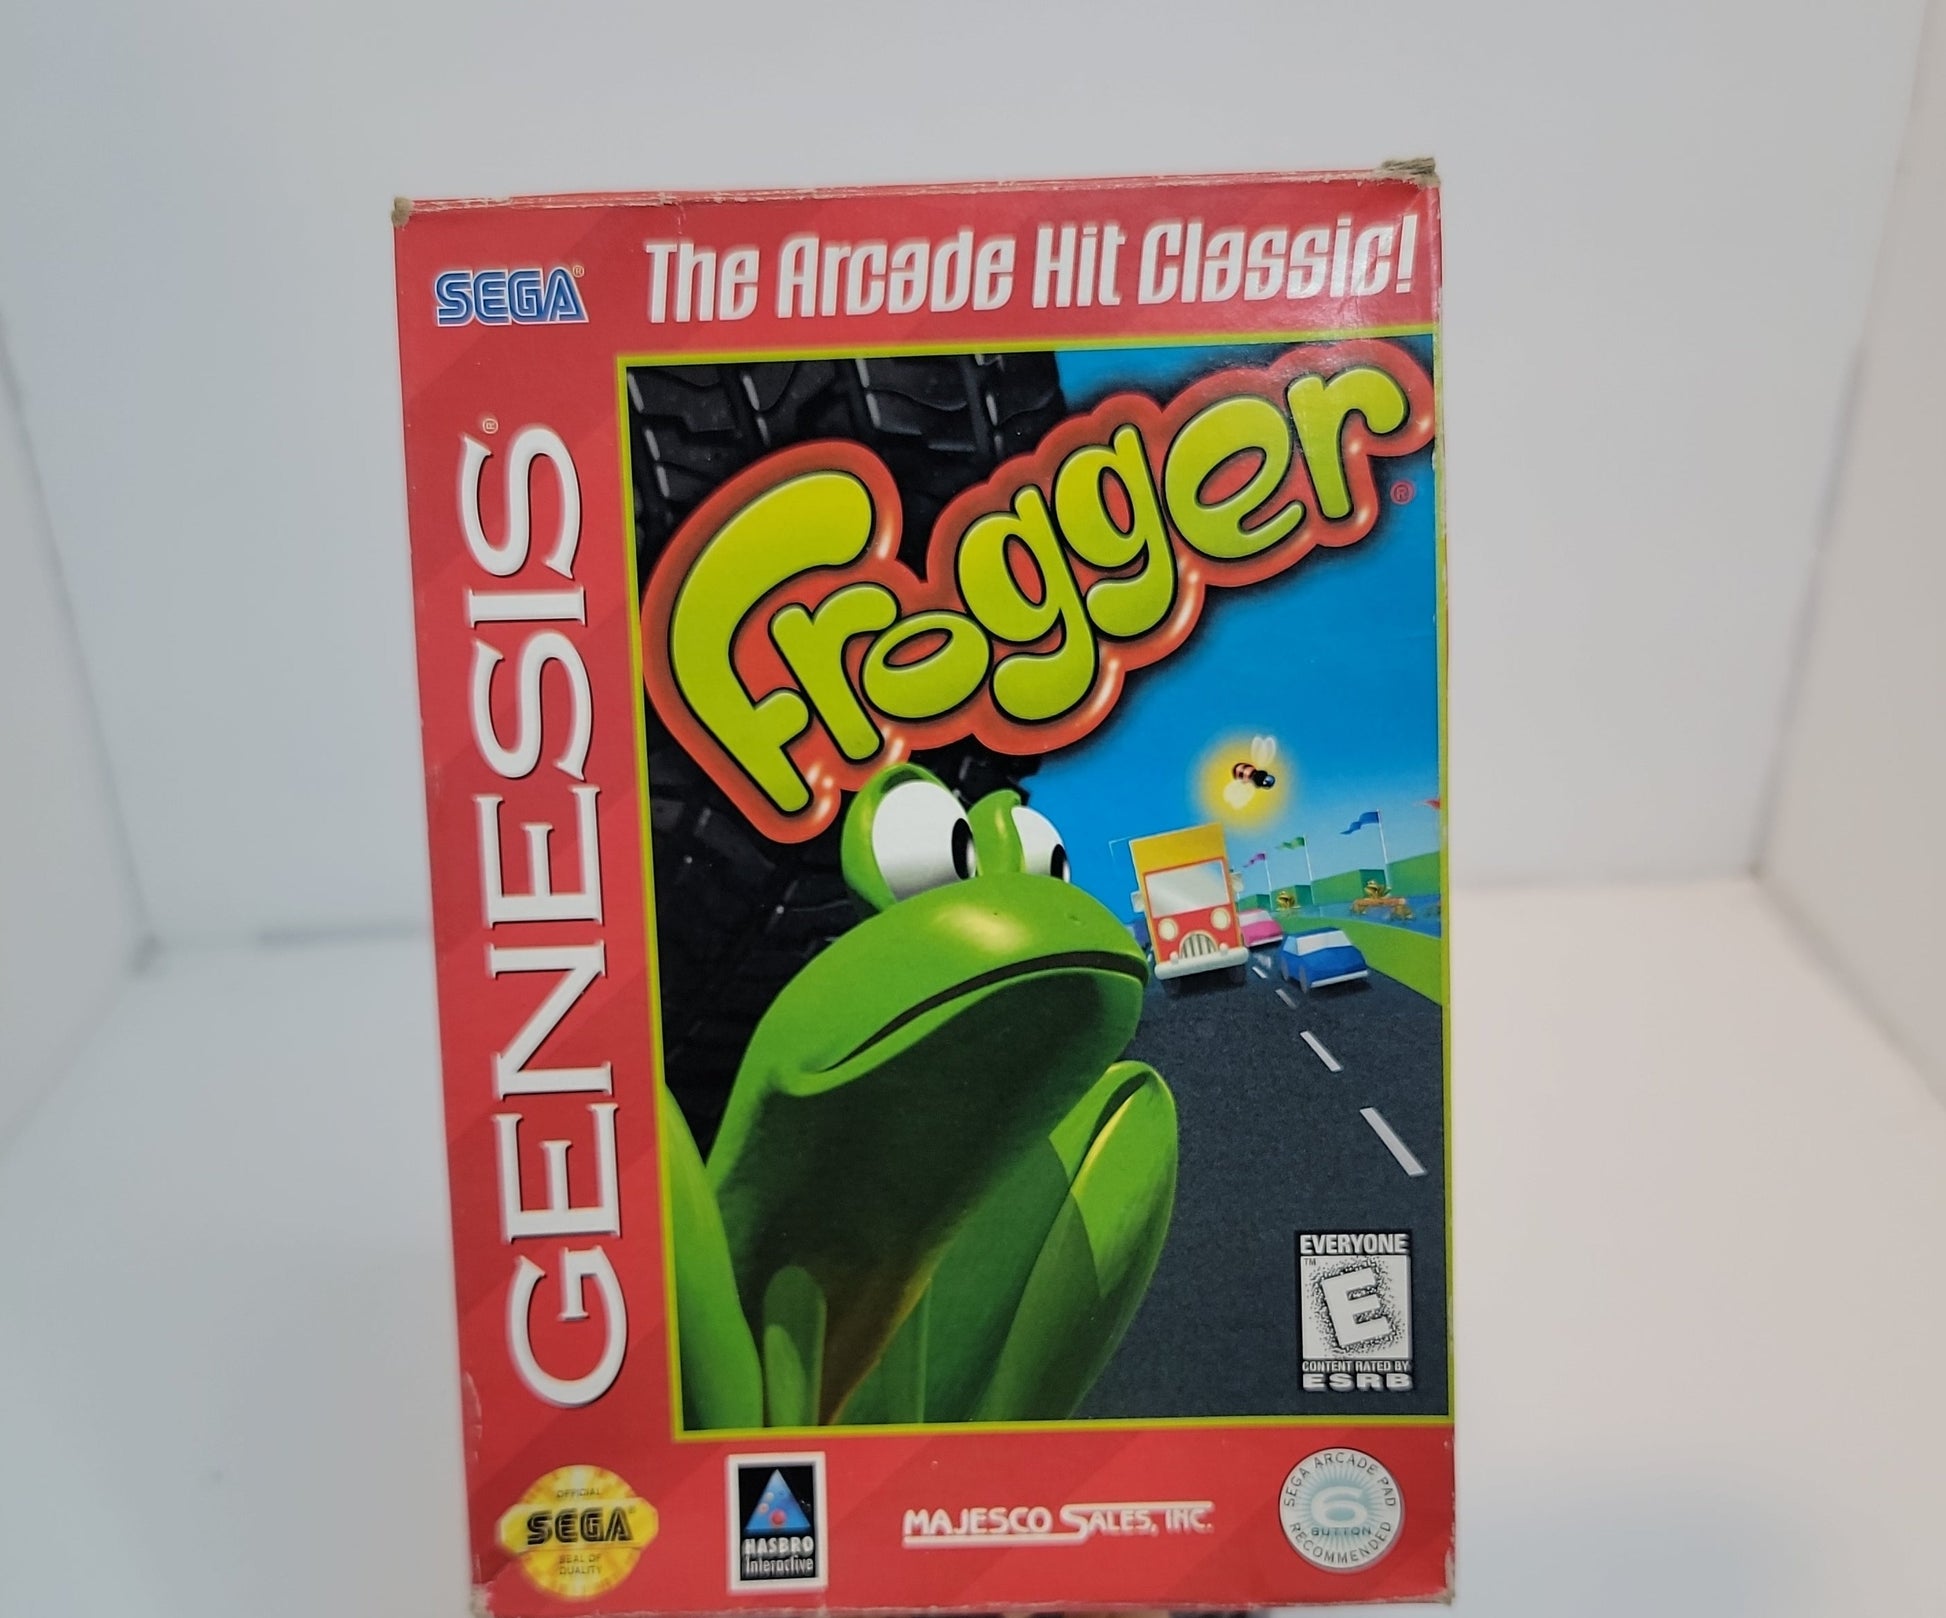 SEGA®
The Arcade Hit Classic!
GENESIS®
Frogger®
EVERYONE
™
E
CONTENT RATED BY
ESRB
OFFICIAL
SEGA®
SEAL OF
QUALITY
HASBRO
Interactive
MAJESCO SALES, INC.
SEGA ARCADE PAD
6
BUTTON
RECOMMENDED